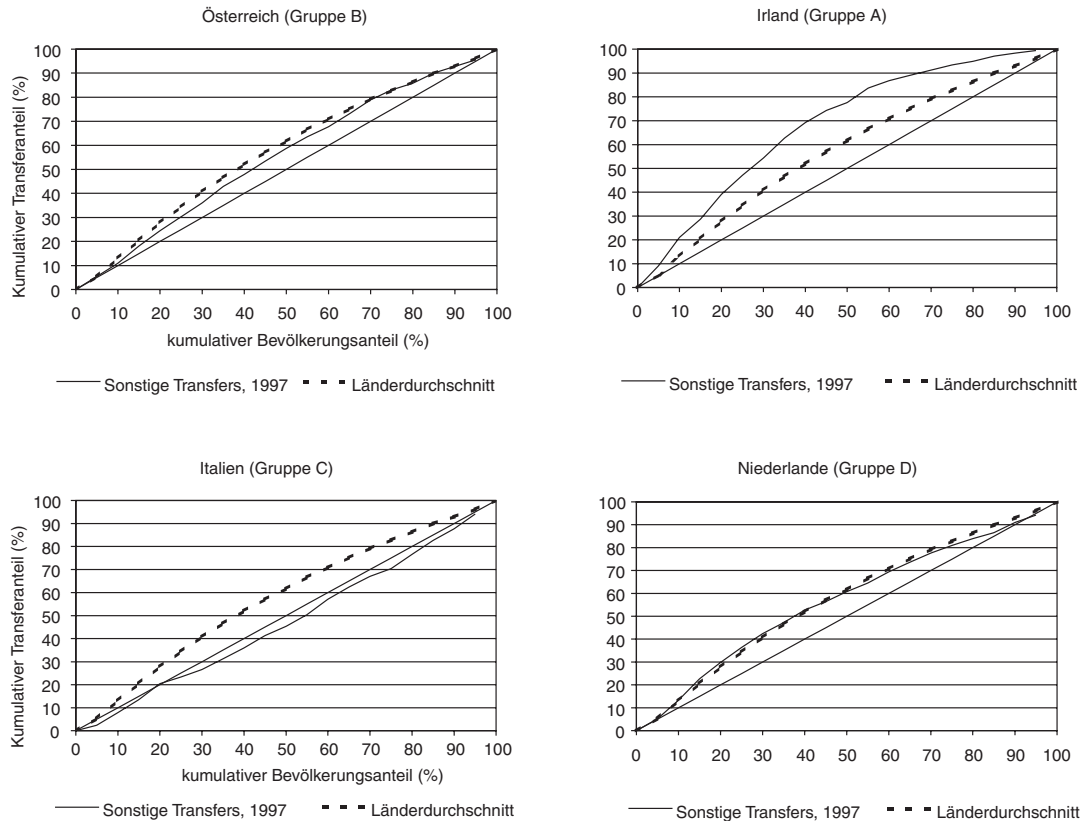 Österreich (Gruppe B)
Kumulativer Transferanteil (%)
100
90
80
70
60
50
40
30
20
10
0
0 10 20 30 40 50 60 70 80 90 100
kumulativer Bevölkerungsanteil (%)
Sonstige Transfers, 1997 Länderdurchschnitt
Irland (Gruppe A)
100
90
80
70
60
50
40
30
20
10
0
0 10 20 30 40 50 60 70 80 90 100
Sonstige Transfers, 1997 Länderdurchschnitt
Italien (Gruppe C)
Kumulativer Transferanteil (%)
100
90
80
70
60
50
40
30
20
10
0
0 10 20 30 40 50 60 70 80 90 100
kumulativer Bevölkerungsanteil (%)
Sonstige Transfers, 1997 Länderdurchschnitt
Niederlande (Gruppe D)
100
90
80
70
60
50
40
30
20
10
0
0 10 20 30 40 50 60 70 80 90 100
Sonstige Transfers, 1997 Länderdurchschnitt